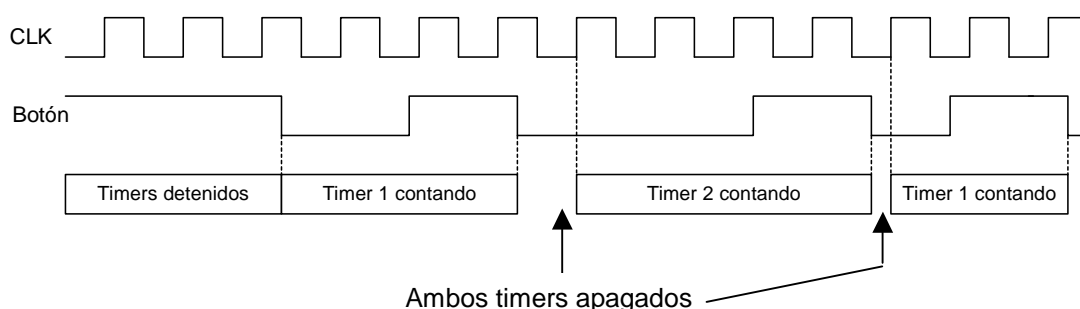 CLK
Botón
Timers detenidos
Timer 1 contando
Timer 2 contando
Timer 1 contando
Ambos timers apagados